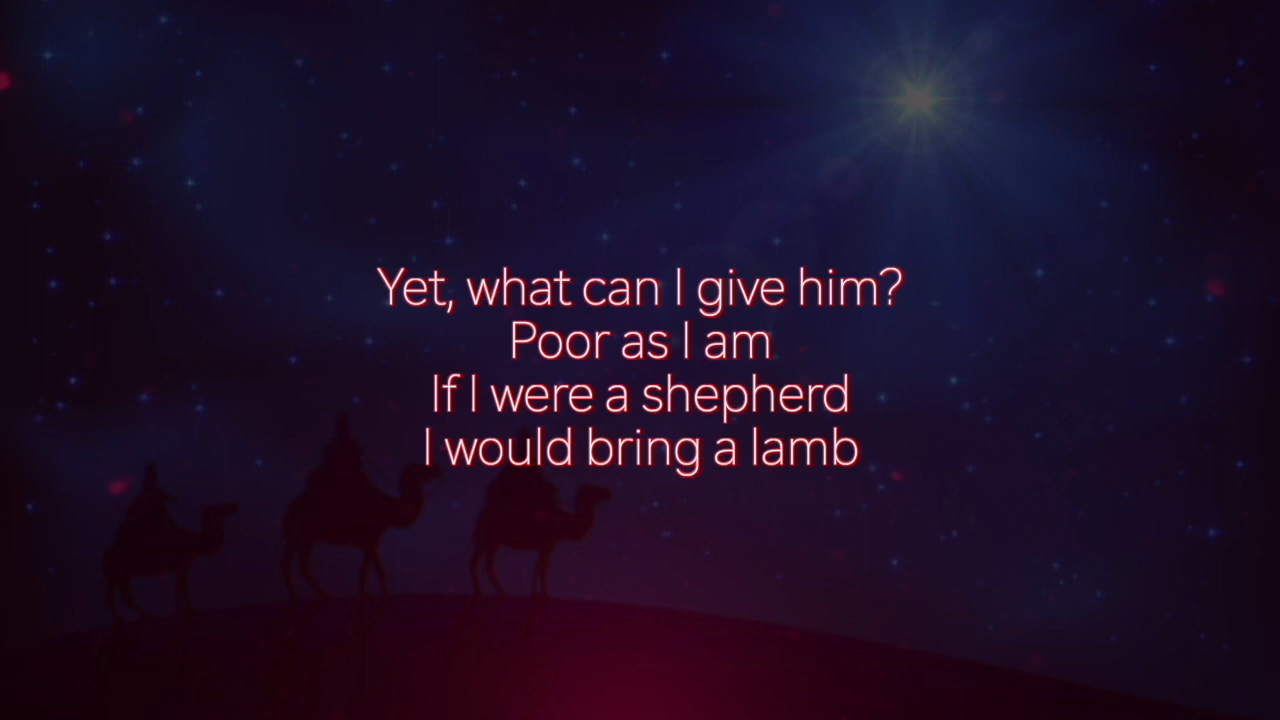 Yet, what can I give him?
Poor as I am
If I were a shepherd
I would bring a lamb